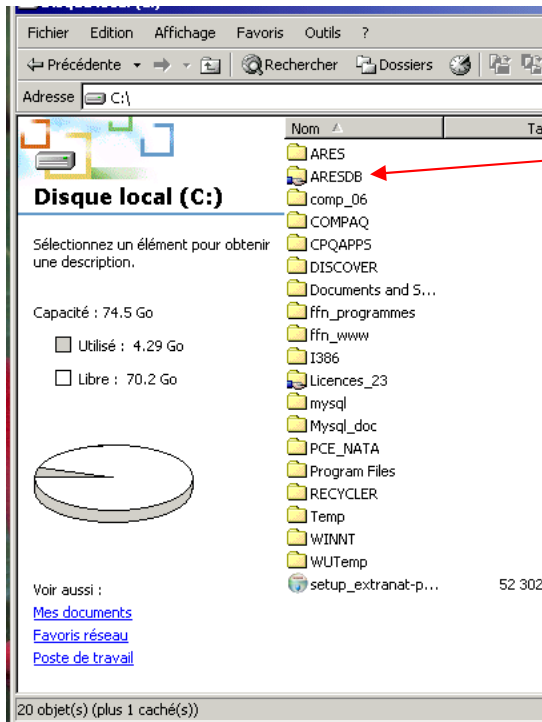 Disque local (C:)
Fichier Edition Affichage Favoris Outils ?
Précédente Rechercher Dossiers
Adresse C:\
Nom
ARES
ARESDB
comp_06
COMPAQ
CPQAPPS
DISCOVER
Documents and S...
ffn_programmes
ffn_www
I386
Licences_23
mysql
Mysql_doc
PCE_NATA
Program Files
RECYCLER
Temp
WINNT
WUTemp
setup_extranat-p... 52 302
Disque local (C:)
Sélectionnez un élément pour obtenir
une description.
Capacité : 74.5 Go
Utilisé : 4.29 Go
Libre : 70.2 Go
Voir aussi :
Mes documents
Favoris réseau
Poste de travail
20 objet(s) (plus 1 caché(s))